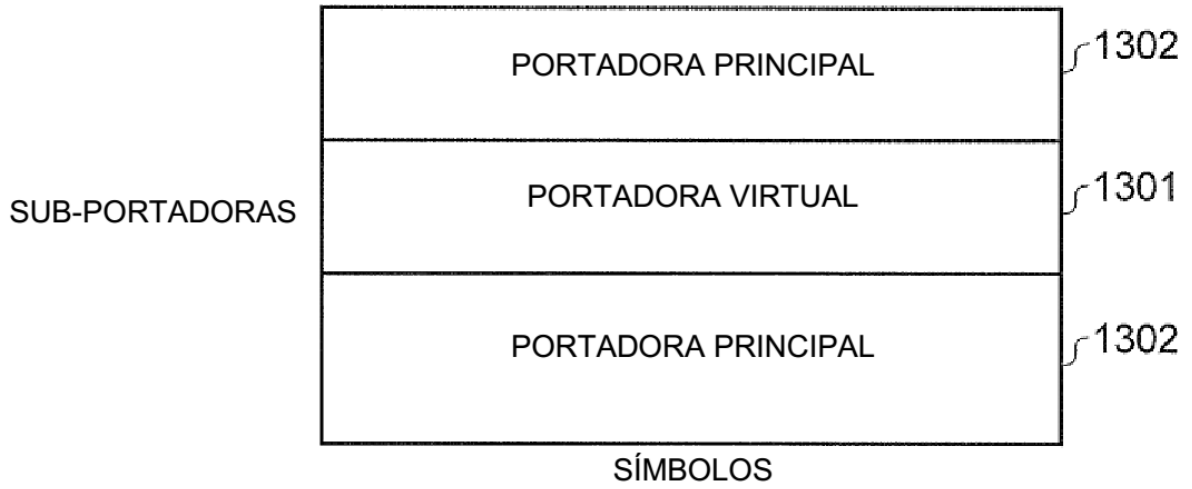 PORTADORA PRINCIPAL
1302
PORTADORA VIRTUAL
1301
SUB-PORTADORAS
PORTADORA PRINCIPAL
1302
SÍMBOLOS